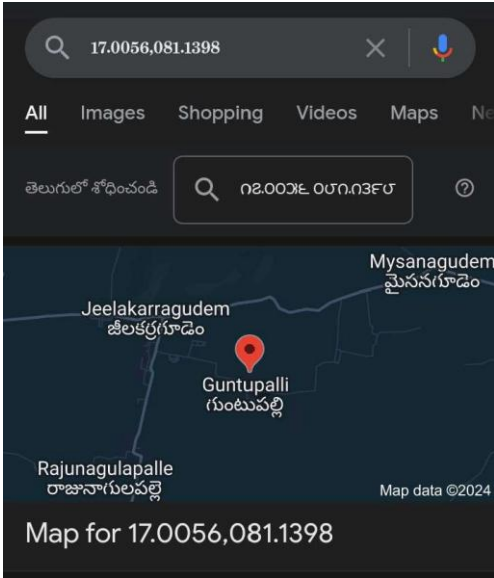 17.0056,081.1398
All Images Shopping Videos Maps Ne
తెలుగులో శోధించండి
Mysanagudem
మైసనగూడెం
Jeelakarragudem
జీలకర్రగూడెం
Guntupalli
గుంటుపల్లి
Rajunagulapalle
రాజునాగులపల్లె
Map data ©2024
Map for 17.0056,081.1398